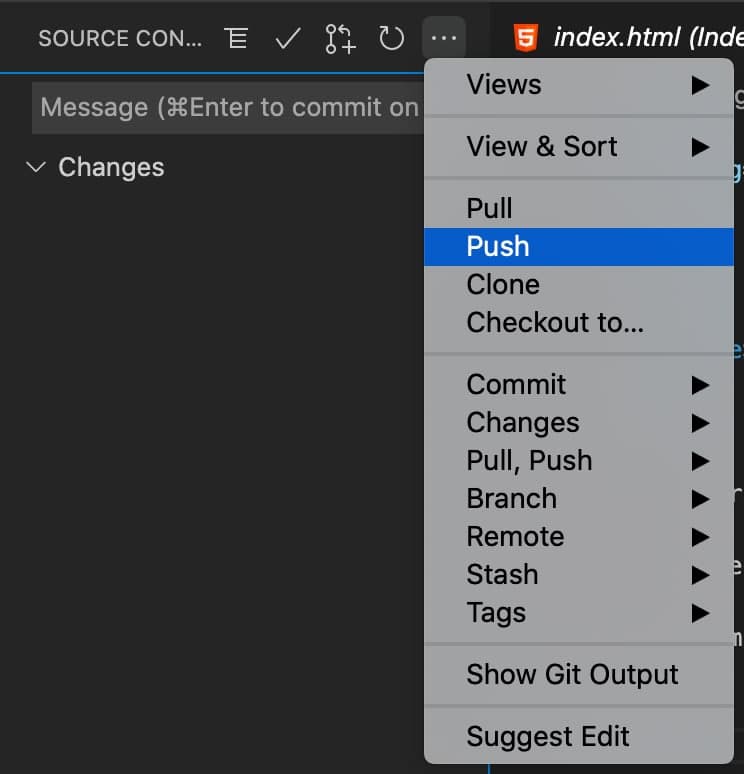 SOURCE CON...
index.html (Inde
Message (⌘Enter to commit on
Changes
Views
View & Sort
Pull
Push
Clone
Checkout to...
Commit
Changes
Pull, Push
Branch
Remote
Stash
Tags
Show Git Output
Suggest Edit